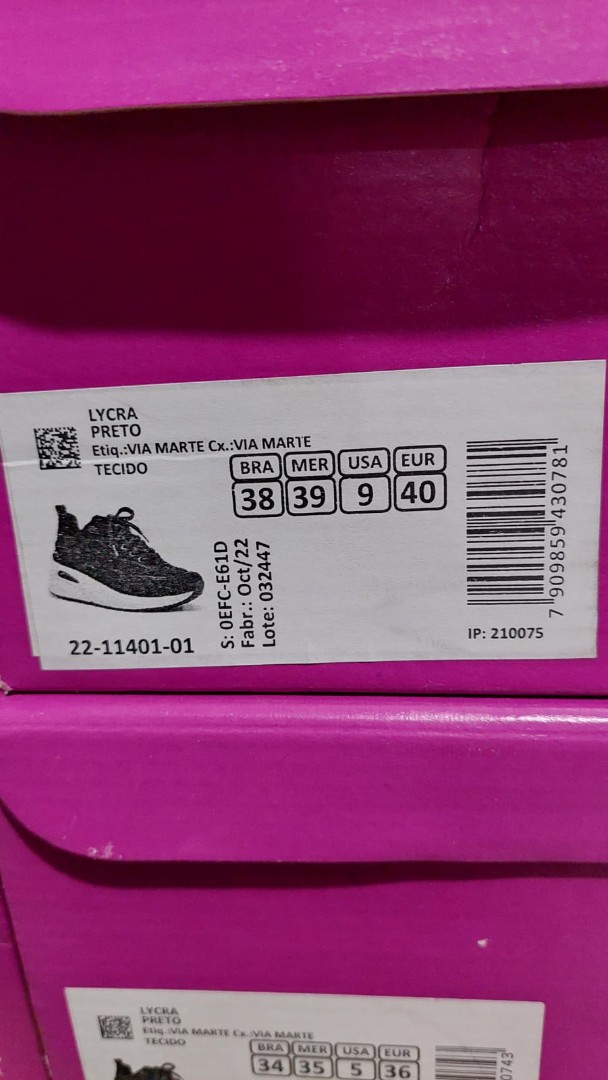 LYCRA
PRETO
Etiq.:VIA MARTE Cx.:VIA MARTE
TECIDO
BRA MER USA EUR
38 39 9 40
S: 0EFC-E61D
Fabr.: Oct/22
Lote: 032447
22-11401-01
7 909859 430781
IP: 210075
LYCRA
PRETO
Etiq.:VIA MARTE Cx.:VIA MARTE
TECIDO
BRA MER USA EUR
34 35 5 36
0743